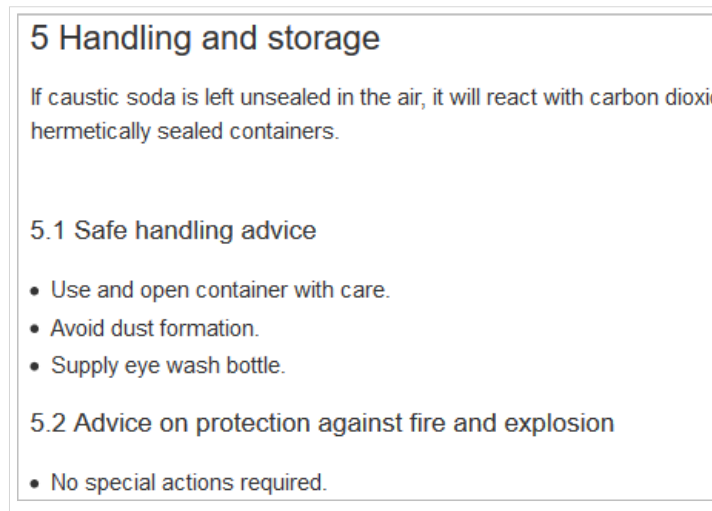 5 Handling and storage
If caustic soda is left unsealed in the air, it will react with carbon
hermetically sealed containers.
5.1 Safe handling advice
• Use and open container with care.
• Avoid dust formation.
• Supply eye wash bottle.
5.2 Advice on protection against fire and explosion
• No special actions required.